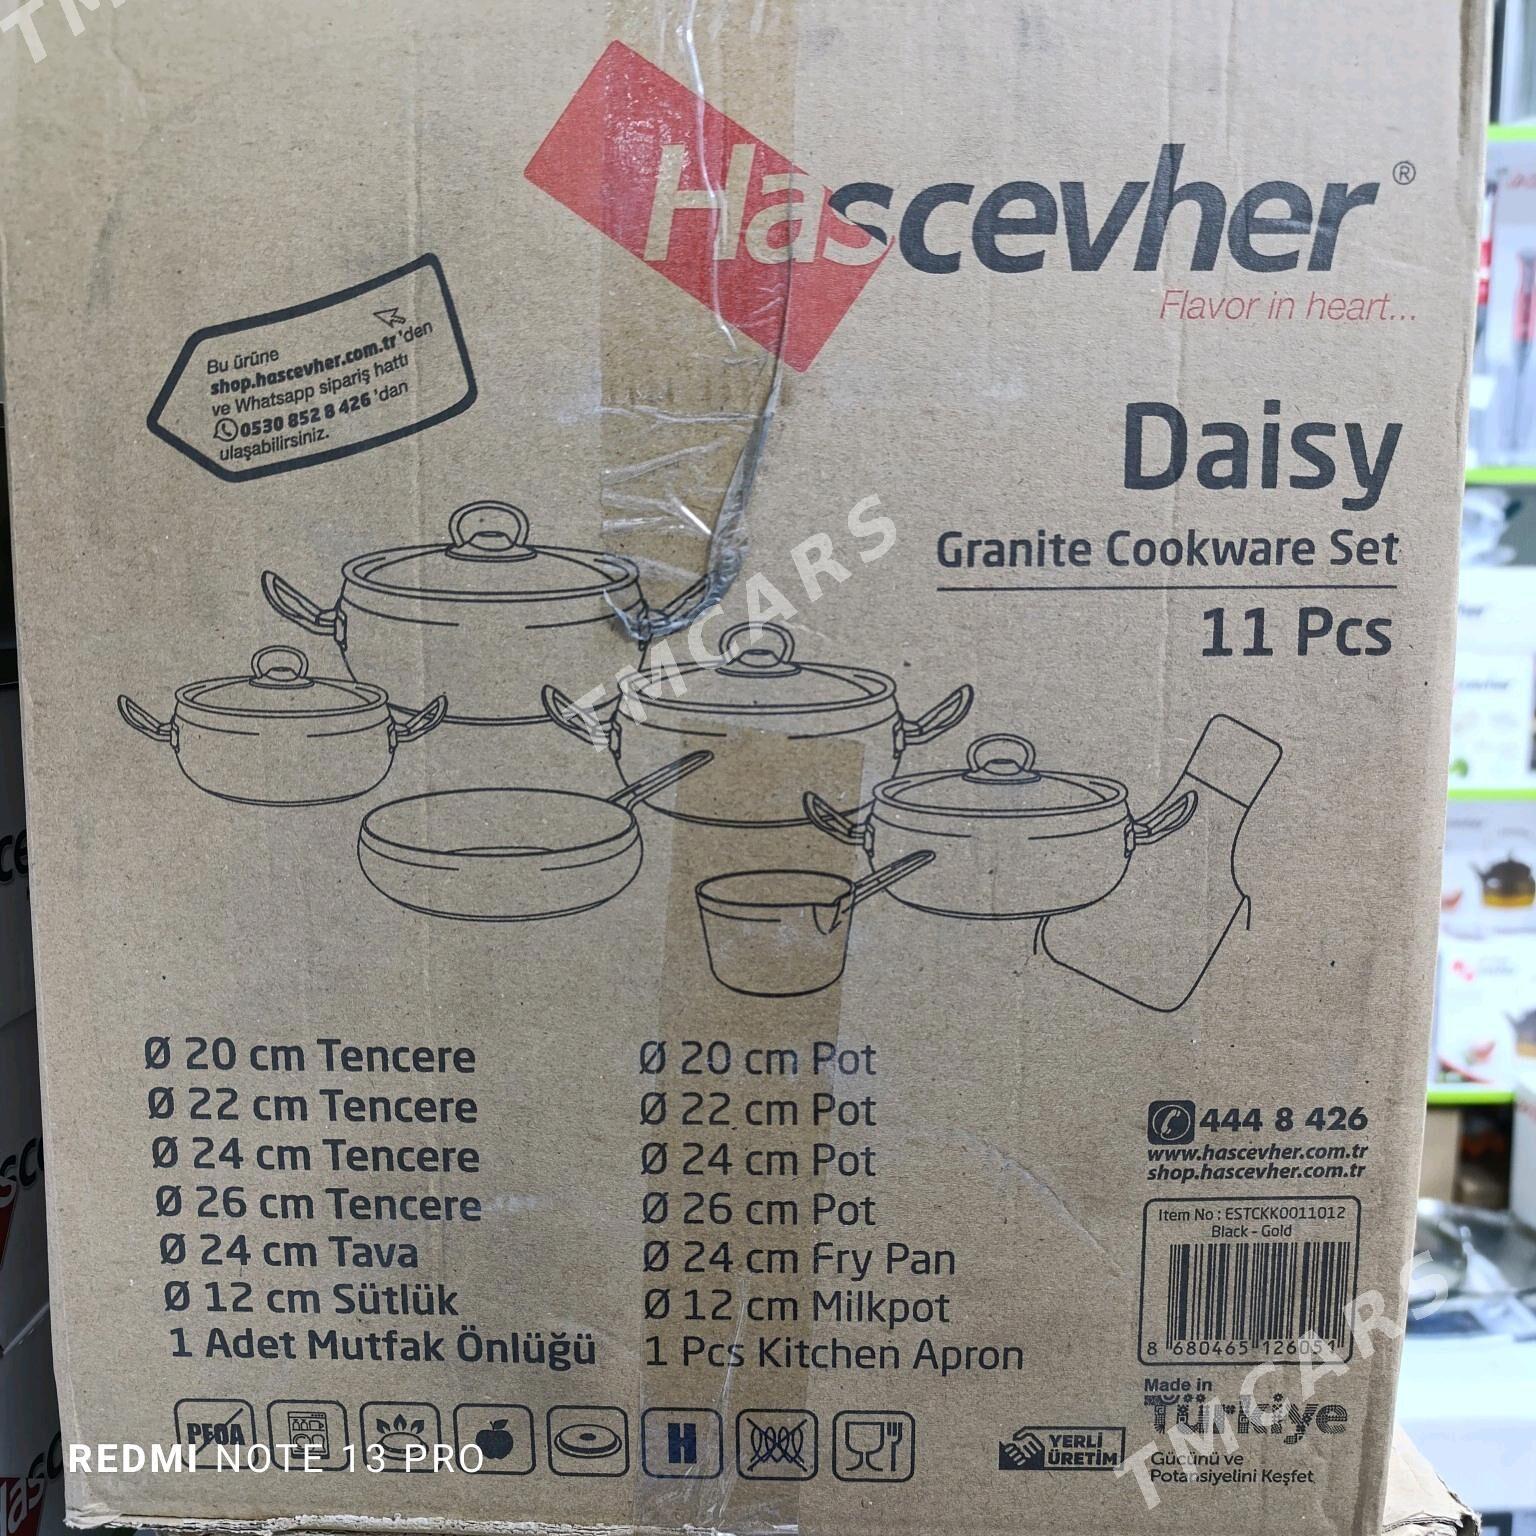 Hascevher®
Flavor in heart...
Bu ürüne
shop.hascevher.com.tr'den
ve Whatsapp sipariş hattı
0530 852 8 426'dan
ulaşabilirsiniz.
Daisy
Granite Cookware Set
11 Pcs
TMCARS
Ø 20 cm Tencere
Ø 22 cm Tencere
Ø 24 cm Tencere
Ø 26 cm Tencere
Ø 24 cm Tava
Ø 12 cm Sütlük
1 Adet Mutfak Önlüğü
Ø 20 cm Pot
Ø 22 cm Pot
Ø 24 cm Pot
Ø 26 cm Pot
Ø 24 cm Fry Pan
Ø 12 cm Milkpot
1 Pcs Kitchen Apron
444 8 426
www.hascevher.com.tr
shop.hascevher.com.tr
Item No : ESTCKK0011012
Black - Gold
8 680465 126051
TMCARS
Made in
Türkiye
Gücünü ve
Potansiyelini Keşfet
YERLİ
ÜRETİM
PFOA
H
REDMI NOTE 13 PRO